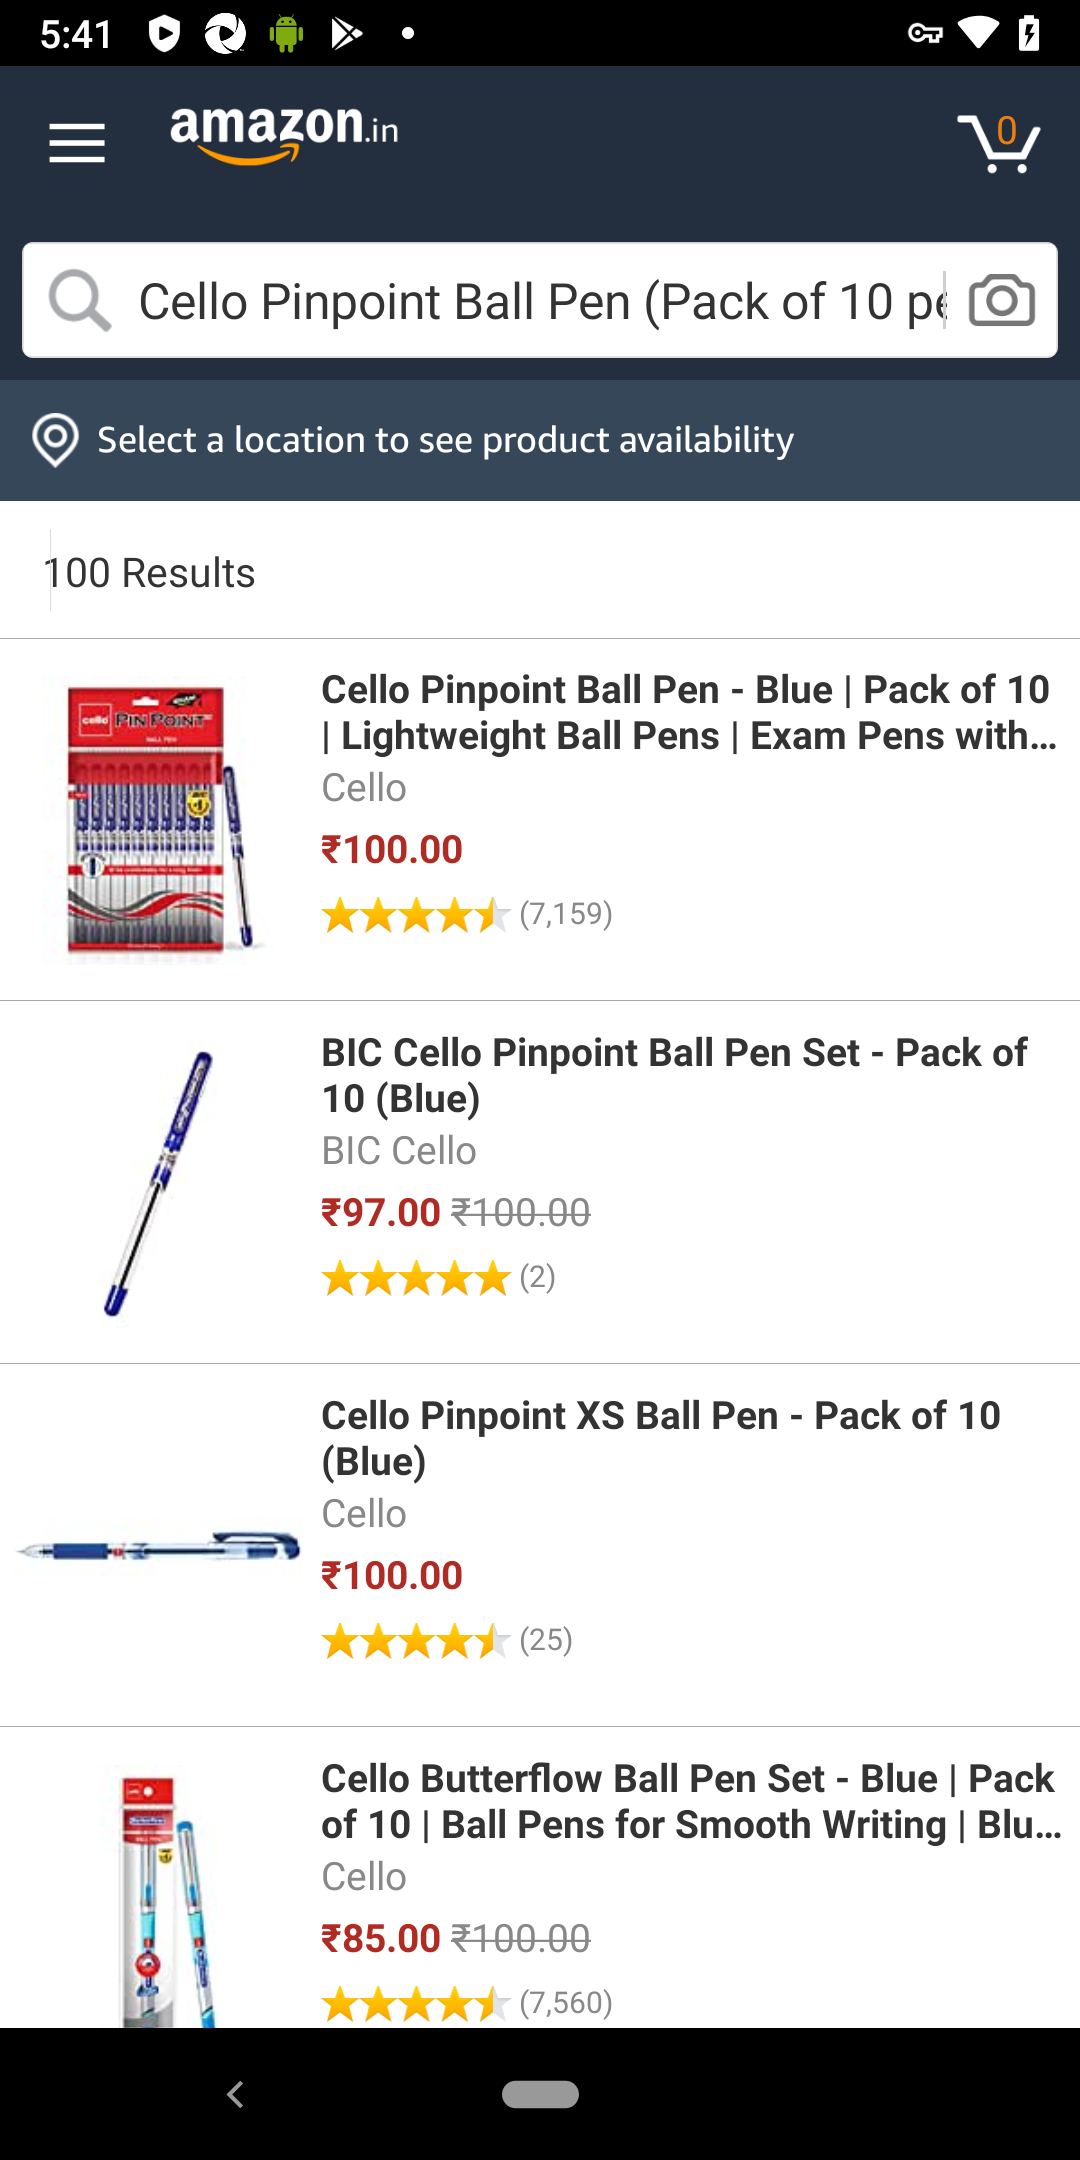 5:41
amazon.in
0
Cello Pinpoint Ball Pen (Pack of 10 pe
Select a location to see product availability
100 Results
cello PIN POINT
BALL PEN
Cello Pinpoint Ball Pen - Blue | Pack of 10
| Lightweight Ball Pens | Exam Pens with...
Cello
₹100.00
(7,159)
BIC Cello Pinpoint Ball Pen Set - Pack of
10 (Blue)
BIC Cello
₹97.00 ₹100.00
(2)
Cello Pinpoint XS Ball Pen - Pack of 10
(Blue)
Cello
₹100.00
(25)
Cello Butterflow Ball Pen Set - Blue | Pack
of 10 | Ball Pens for Smooth Writing | Blu...
Cello
₹85.00 ₹100.00
(7,560)